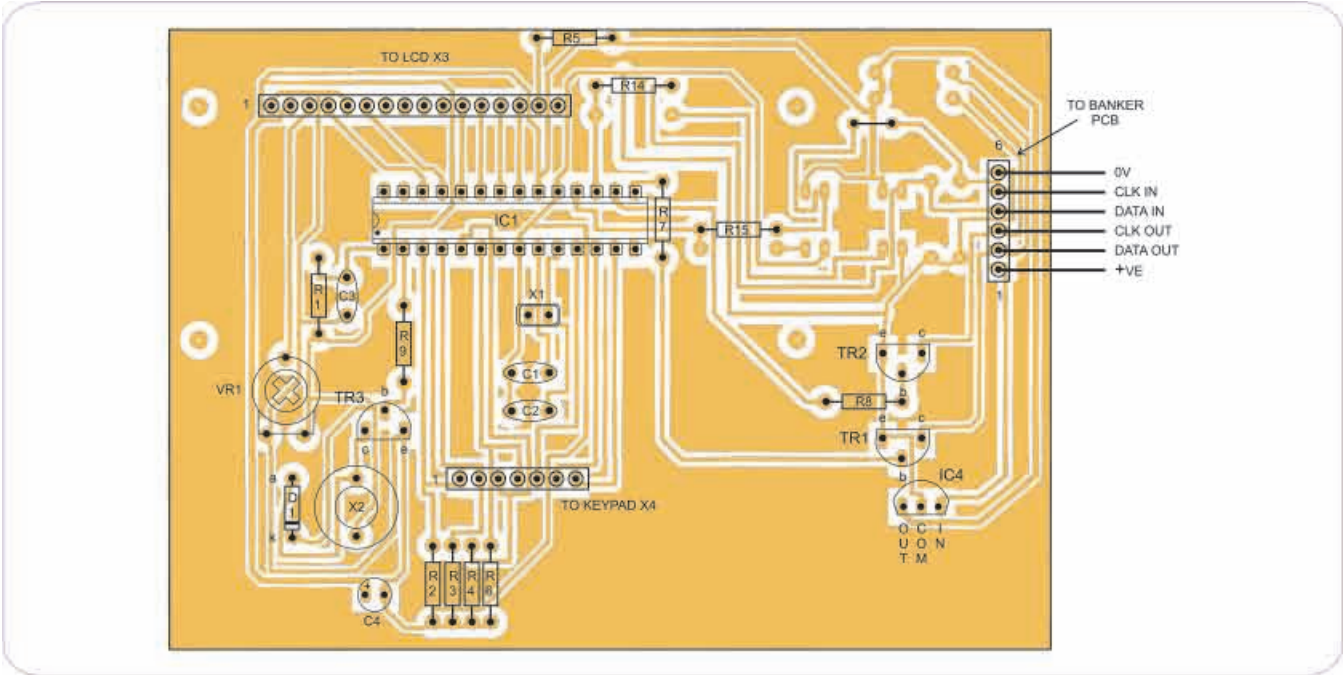 R5
TO LCD X3
R14
1
TO BANKER
PCB
6
0V
CLK IN
IC1
R7
DATA IN
R15
CLK OUT
DATA OUT
+VE
R1
C3
X1
1
R9
e
c
TR2
VR1
C1
b
TR3
b
R8
C2
e
c
c
e
TR1
a
1
b
IC4
D1
X2
TO KEYPAD X4
k
OUT
COM
IN
R2
R3
R4
R6
+
C4